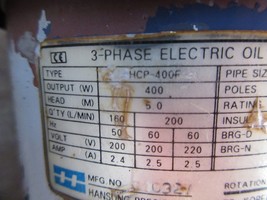 CE 3-PHASE ELECTRIC OIL
TYPE HCP-400F PIPE SIZE
OUTPUT (W) 400 POLES
HEAD (M) 5.0 RATING
Q'TY (L/MIN) 160 200 INSUL
Hz 50 60 60 BRG-D
VOLT (V) 200 200 220 BRG-N
AMP (A) 2.4 2.5 2.5
MFG.NO ROTATION
HANSUNG